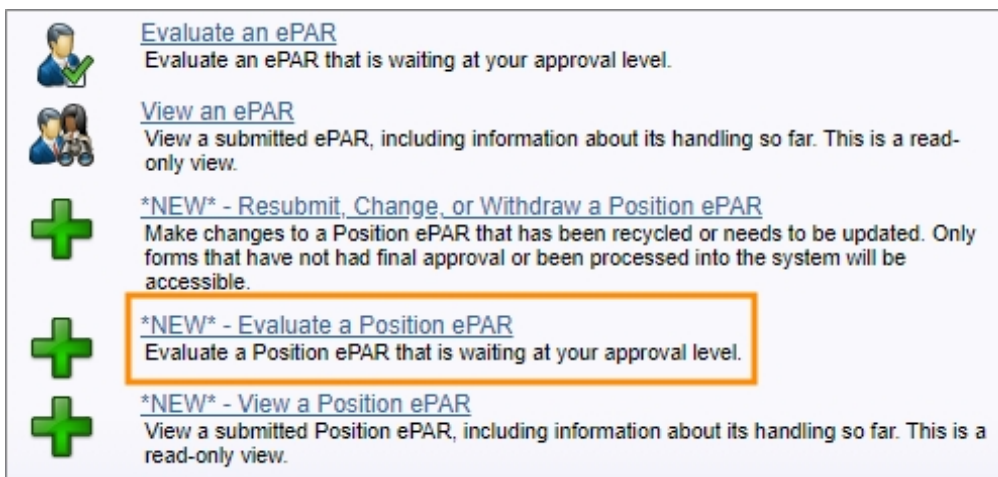 Evaluate an ePAR
Evaluate an ePAR that is waiting at your approval level.
View an ePAR
View a submitted ePAR, including information about its handling so far. This is a read-
only view.
*NEW* - Resubmit, Change, or Withdraw a Position ePAR
Make changes to a Position ePAR that has been recycled or needs to be updated. Only
forms that have not had final approval or been processed into the system will be
accessible.
*NEW* - Evaluate a Position ePAR
Evaluate a Position ePAR that is waiting at your approval level.
*NEW* - View a Position ePAR
View a submitted Position ePAR, including information about its handling so far. This is a
read-only view.